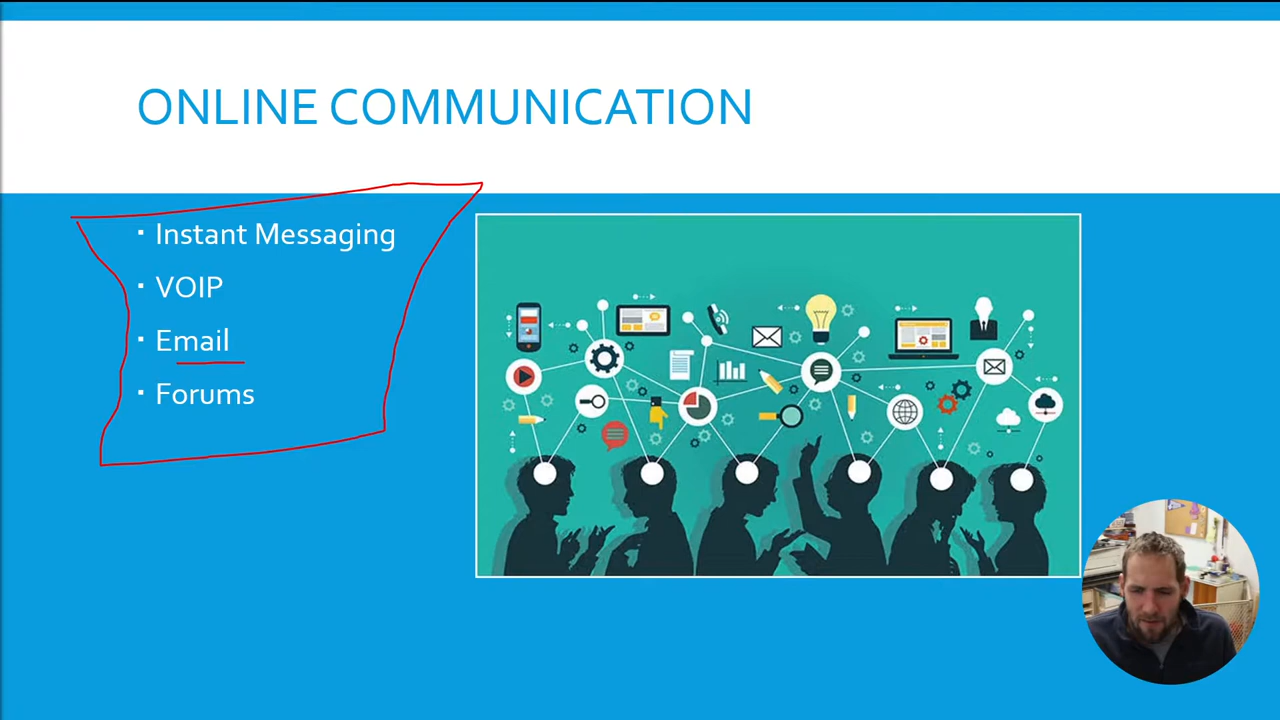 ONLINE COMMUNICATION
▪ Instant Messaging
▪ VOIP
▪ Email
▪ Forums